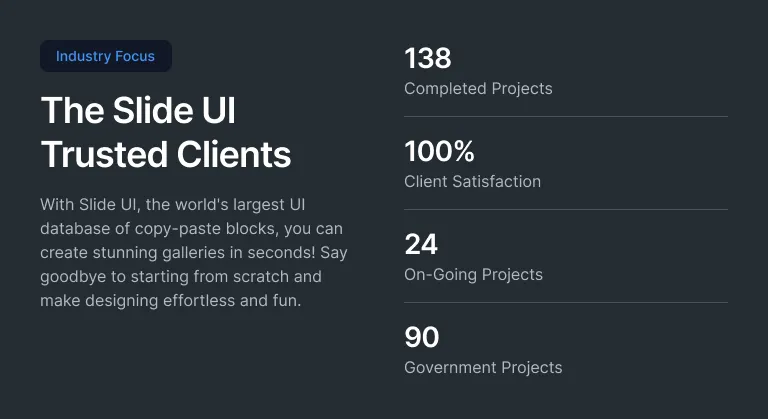 Industry Focus
The Slide UI
Trusted Clients
With Slide UI, the world's largest UI
database of copy-paste blocks, you can
create stunning galleries in seconds! Say
goodbye to starting from scratch and
make designing effortless and fun.
138
Completed Projects
100%
Client Satisfaction
24
On-Going Projects
90
Government Projects